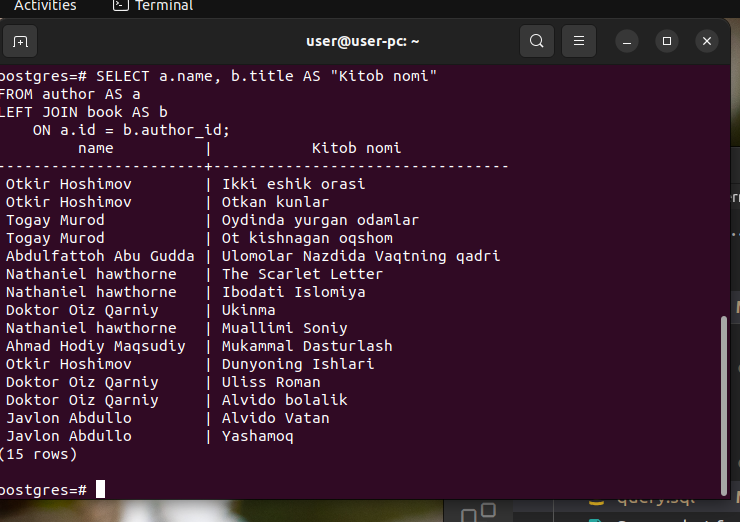 Activities Terminal
user@user-pc: ~
postgres=# SELECT a.name, b.title AS "Kitob nomi"
FROM author AS a
LEFT JOIN book AS b
ON a.id = b.author_id;
name | Kitob nomi
-----------------------+---------------------------------
Otkir Hoshimov | Ikki eshik orasi
Otkir Hoshimov | Otkan kunlar
Togay Murod | Oydinda yurgan odamlar
Togay Murod | Ot kishnagan oqshom
Abdulfattoh Abu Gudda | Ulomolar Nazdida Vaqtning qadri
Nathaniel hawthorne | The Scarlet Letter
Nathaniel hawthorne | Ibodati Islomiya
Doktor Oiz Qarniy | Ukinma
Nathaniel hawthorne | Muallimi Soniy
Ahmad Hodiy Maqsudiy | Mukammal Dasturlash
Otkir Hoshimov | Dunyoning Ishlari
Doktor Oiz Qarniy | Uliss Roman
Doktor Oiz Qarniy | Alvido bolalik
Javlon Abdullo | Alvido Vatan
Javlon Abdullo | Yashamoq
(15 rows)
postgres=#
query.sql